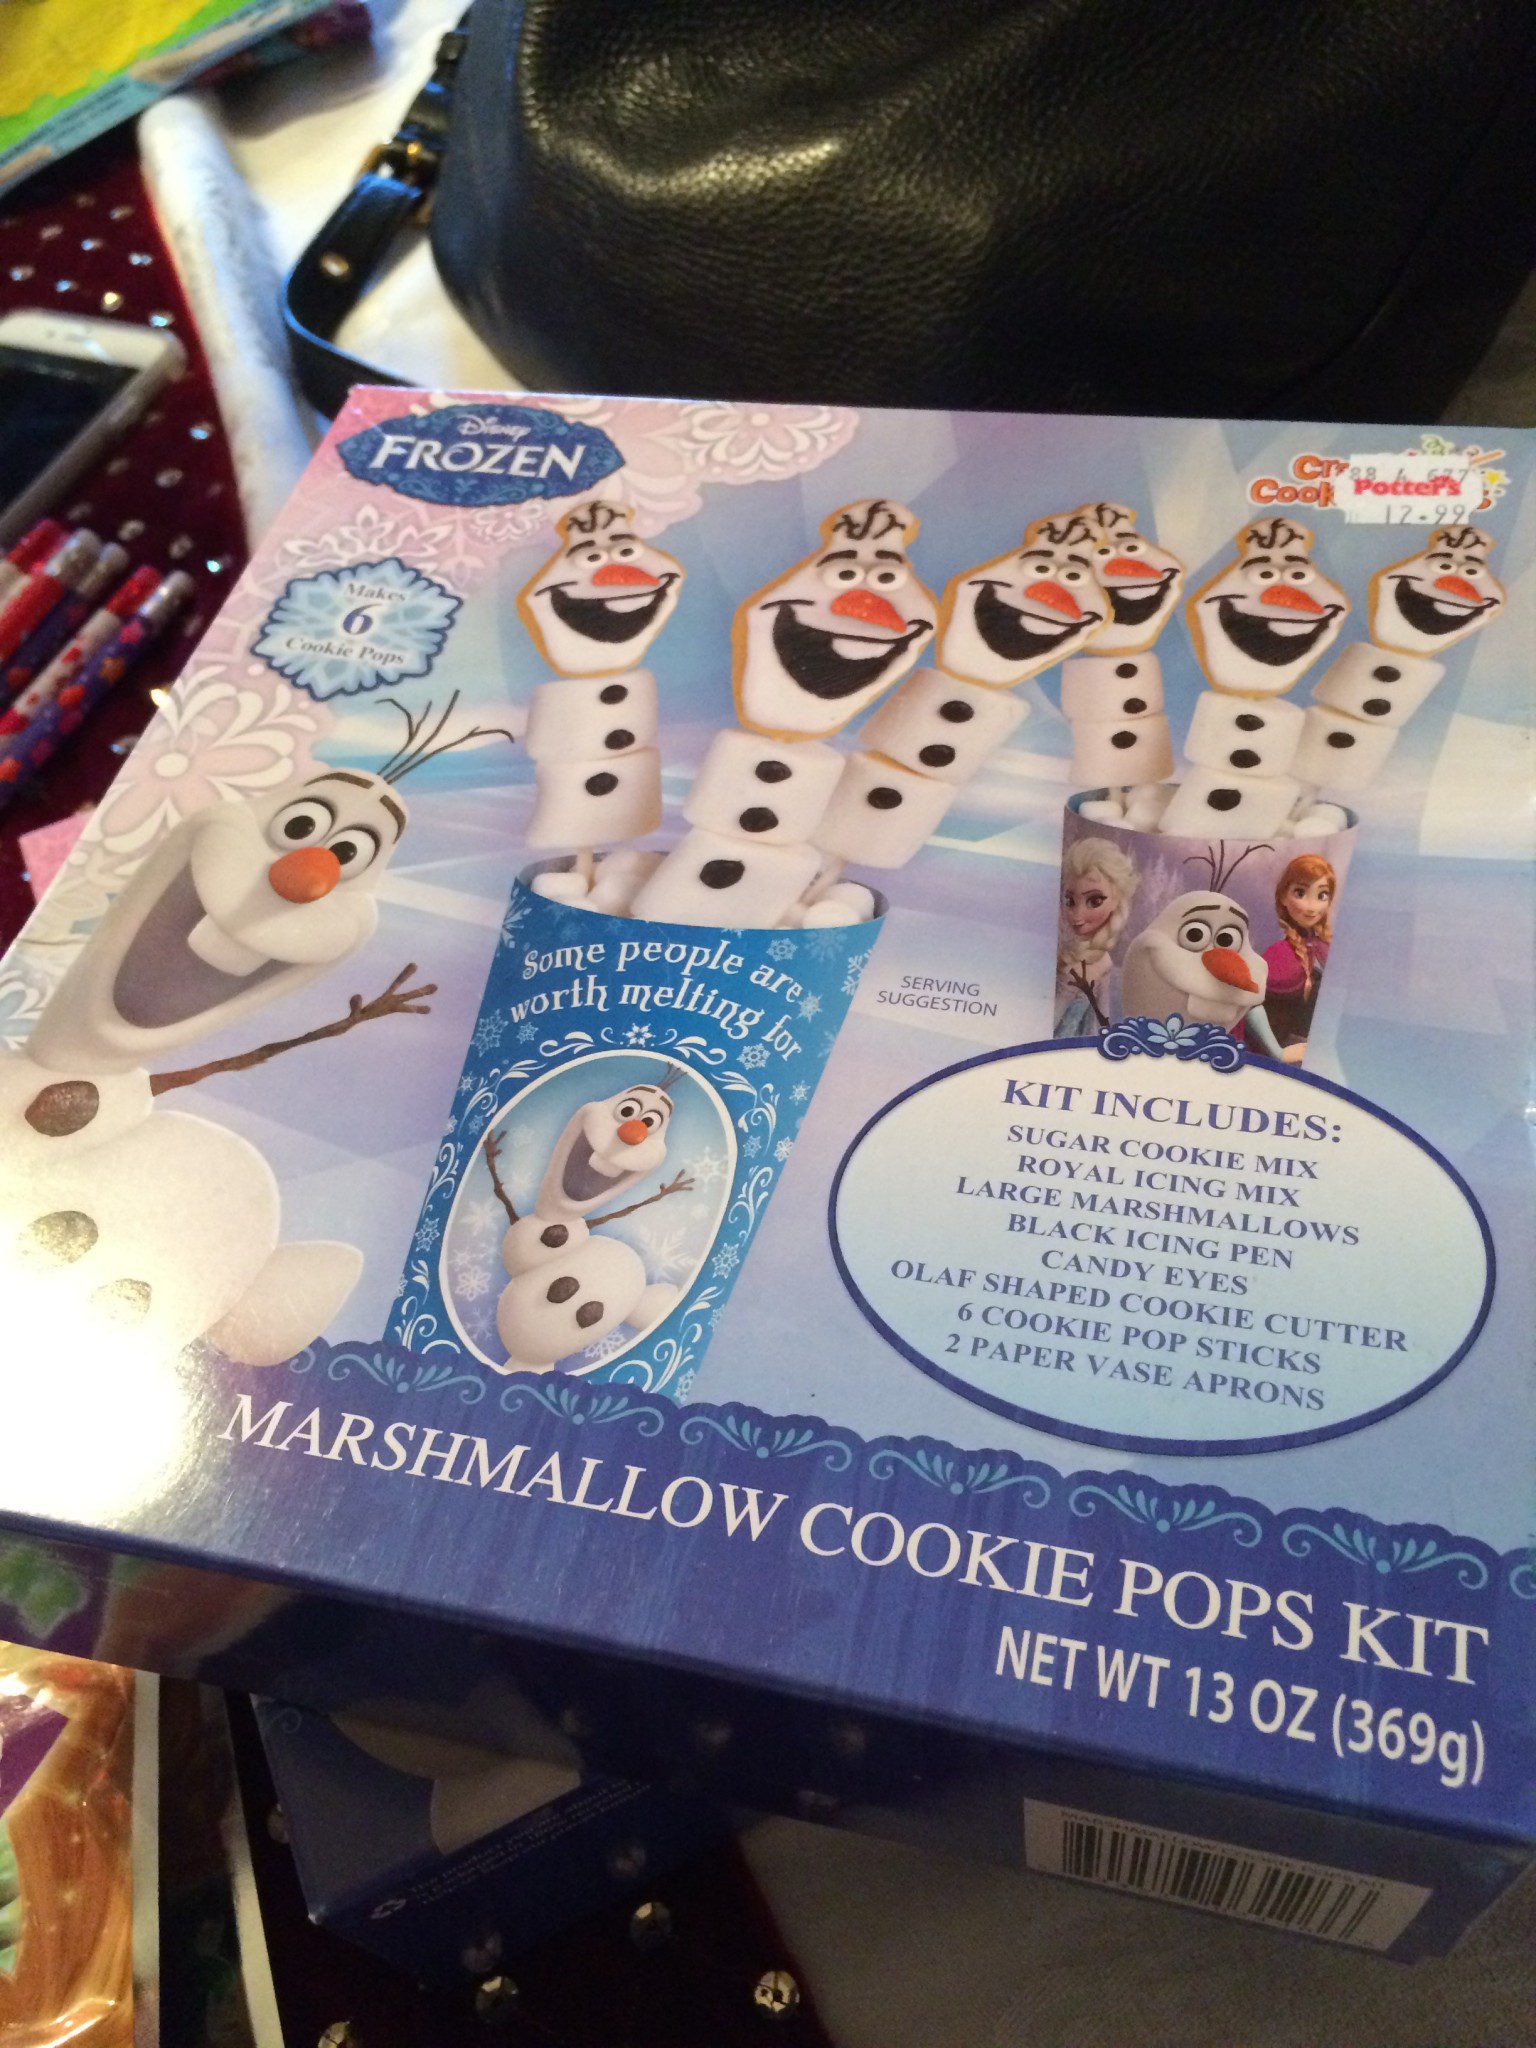 Disney
FROZEN
Makes
6
Cookie Pops
Potters
12.99
Some people are
worth melting for
SERVING
SUGGESTION
KIT INCLUDES:
SUGAR COOKIE MIX
ROYAL ICING MIX
LARGE MARSHMALLOWS
BLACK ICING PEN
CANDY EYES
OLAF SHAPED COOKIE CUTTER
6 COOKIE POP STICKS
2 PAPER VASE APRONS
MARSHMALLOW COOKIE POPS KIT
NET WT 13 OZ (369g)